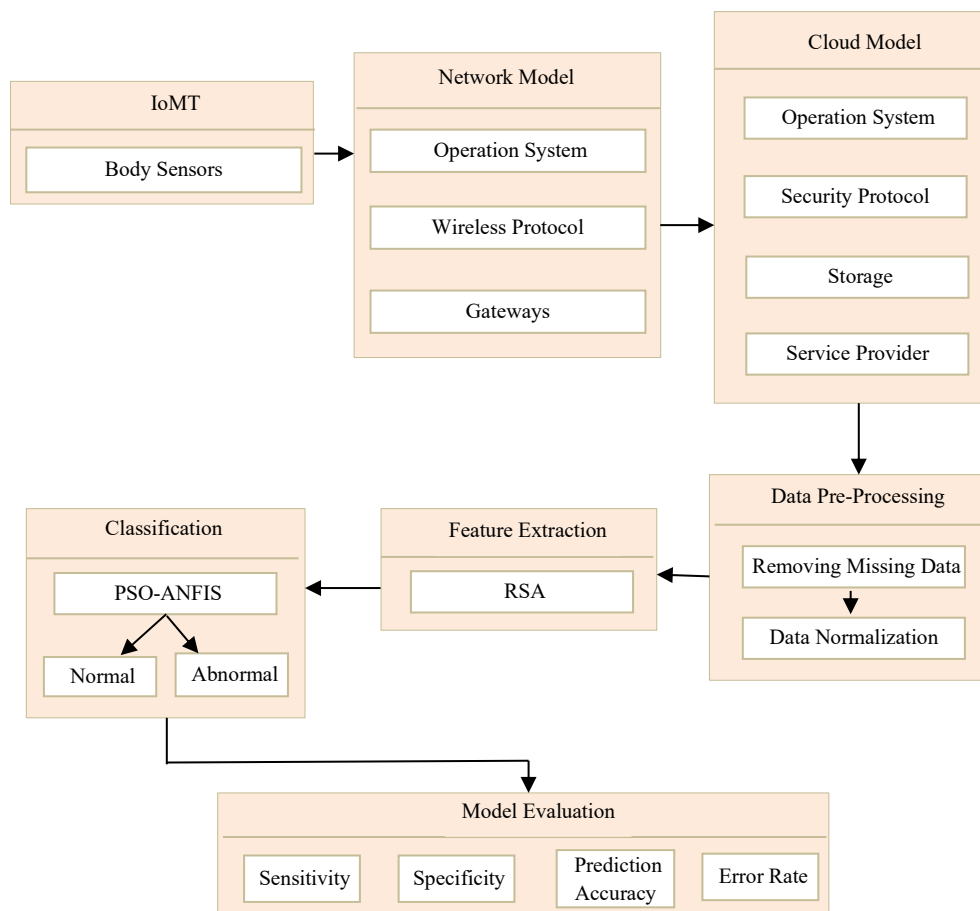 IoMT
Body Sensors
Network Model
Operation System
Wireless Protocol
Gateways
Cloud Model
Operation System
Security Protocol
Storage
Service Provider
Data Pre-Processing
Removing Missing Data
Data Normalization
Feature Extraction
RSA
Classification
PSO-ANFIS
Normal
Abnormal
Model Evaluation
Sensitivity
Specificity
Prediction
Accuracy
Error Rate